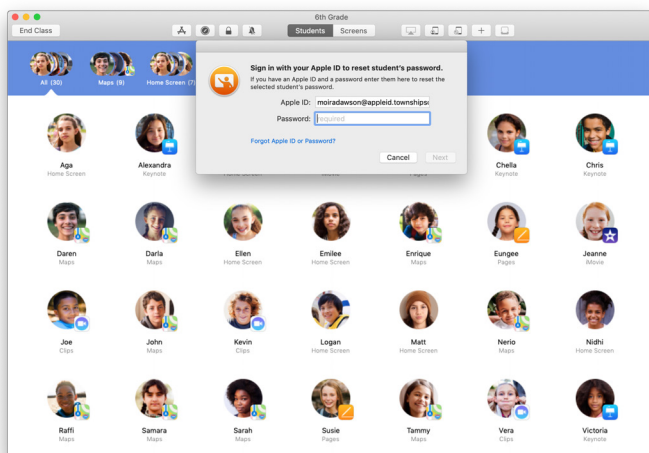 6th Grade
End Class
Students
Screens
All (30)
Maps (9)
Home Screen (7)
Sign in with your Apple ID to reset student's password.
If you have an Apple ID and a password enter them here to reset the
selected student's password.
Apple ID: moiradawson@appleid.townships
Password: required
Forgot Apple ID or Password?
Cancel
Next
Aga
Home Screen
Alexandra
Keynote
Chella
Keynote
Chris
Keynote
Daren
Maps
Darla
Maps
Ellen
Home Screen
Emilee
Home Screen
Enrique
Maps
Eungee
Pages
Jeanne
iMovie
Joe
Clips
John
Maps
Kevin
Clips
Logan
Home Screen
Matt
Home Screen
Nerio
Maps
Nidhi
Home Screen
Raffi
Maps
Samara
Maps
Sarah
Maps
Susie
Pages
Tammy
Maps
Vera
Clips
Victoria
Keynote